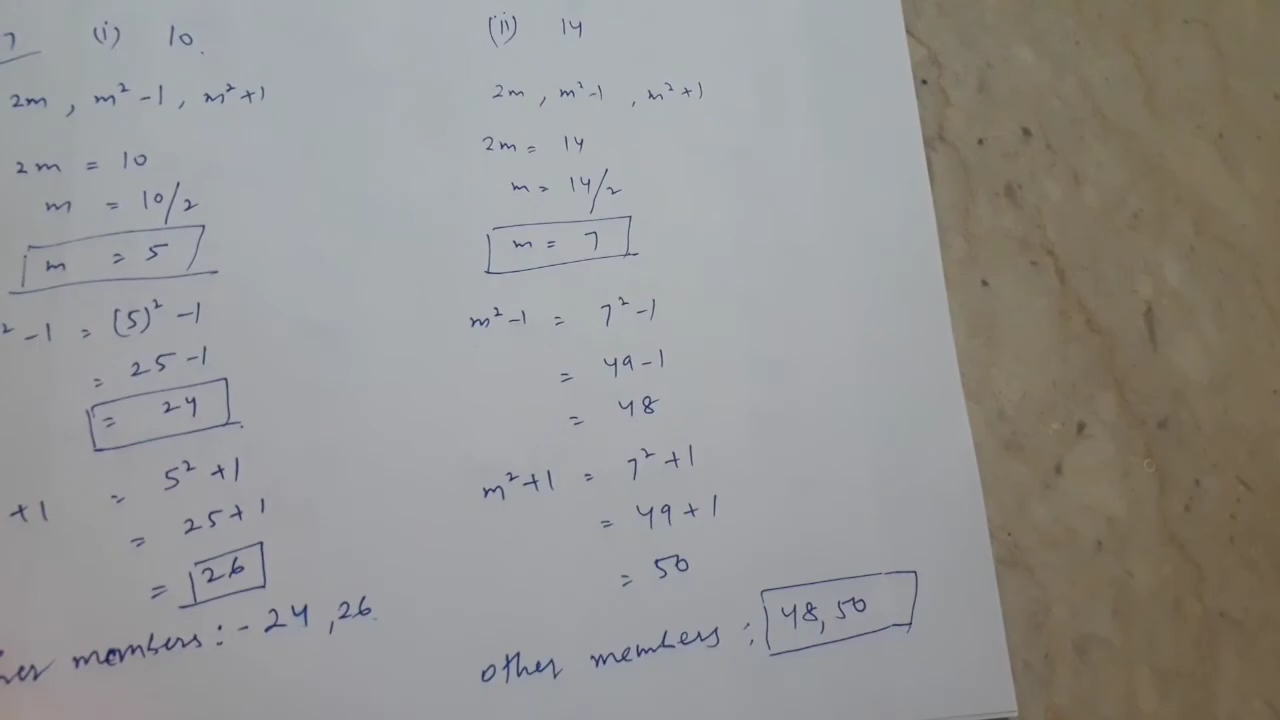 7 (i) 10.
2m , m²-1 , m²+1
2m = 10
m = 10/2
m = 5
² -1 = (5)² -1
= 25-1
= 24
+1 = 5² +1
= 25+1
= 26
her members :- 24 , 26.
(ii) 14
2m , m²-1 , m²+1
2m = 14
m = 14/2
m = 7
m²-1 = 7²-1
= 49-1
= 48
m²+1 = 7²+1
= 49+1
= 50
other members : 48, 50